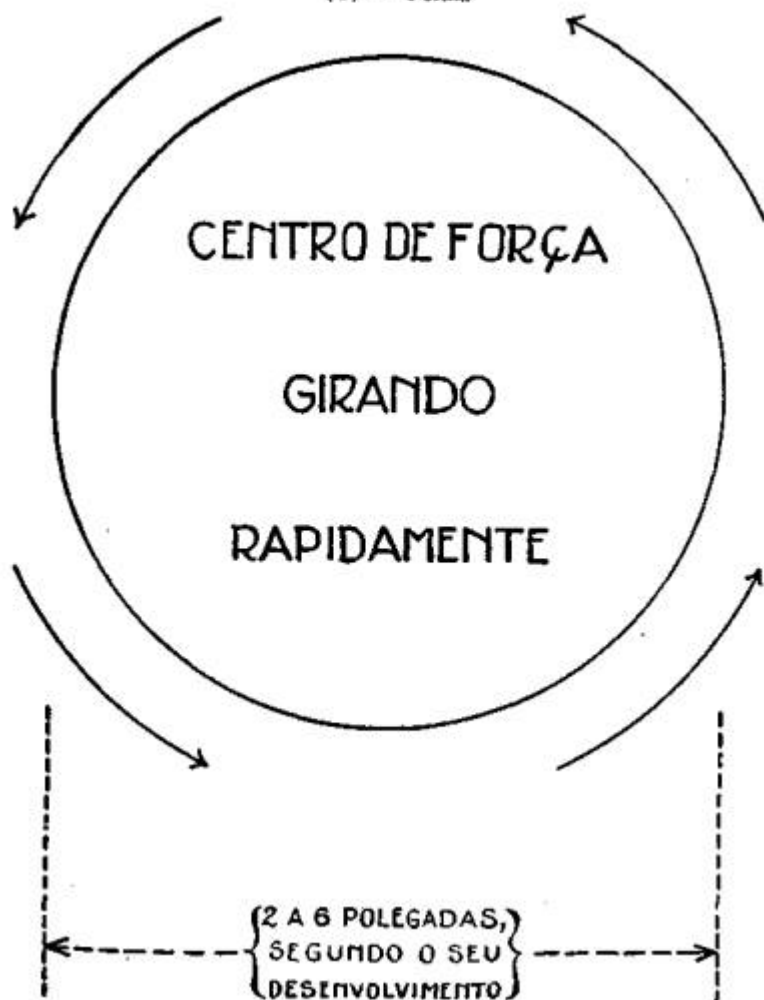 CENTRO DE FORÇA
GIRANDO
RAPIDAMENTE
2 A 6 POLEGADAS,
SEGUNDO O SEU
DESENVOLVIMENTO